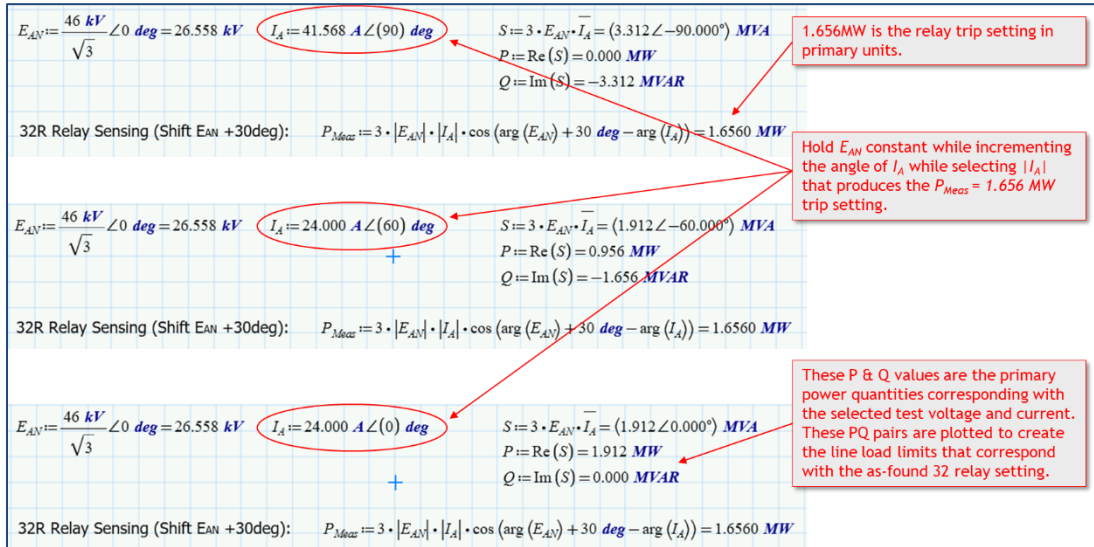 E_AN := 46 kV / √3 ∠0 deg = 26.558 kV   I_A := 41.568 A∠(90) deg   S := 3 · E_AN · I̅_A = (3.312∠−90.000°) MVA
P := Re (S) = 0.000 MW
Q := Im (S) = −3.312 MVAR
32R Relay Sensing (Shift EAN +30deg):   P_Meas := 3 · |E_AN| · |I_A| · cos (arg (E_AN) + 30 deg − arg (I_A)) = 1.6560 MW
1.656MW is the relay trip setting in
primary units.
Hold E_AN constant while incrementing
the angle of I_A while selecting |I_A|
that produces the P_Meas = 1.656 MW
trip setting.
E_AN := 46 kV / √3 ∠0 deg = 26.558 kV   I_A := 24.000 A∠(60) deg   S := 3 · E_AN · I̅_A = (1.912∠−60.000°) MVA
P := Re (S) = 0.956 MW
Q := Im (S) = −1.656 MVAR
32R Relay Sensing (Shift EAN +30deg):   P_Meas := 3 · |E_AN| · |I_A| · cos (arg (E_AN) + 30 deg − arg (I_A)) = 1.6560 MW
These P & Q values are the primary
power quantities corresponding with
the selected test voltage and current.
These PQ pairs are plotted to create
the line load limits that correspond
with the as-found 32 relay setting.
E_AN := 46 kV / √3 ∠0 deg = 26.558 kV   I_A := 24.000 A∠(0) deg   S := 3 · E_AN · I̅_A = (1.912∠0.000°) MVA
P := Re (S) = 1.912 MW
Q := Im (S) = 0.000 MVAR
32R Relay Sensing (Shift EAN +30deg):   P_Meas := 3 · |E_AN| · |I_A| · cos (arg (E_AN) + 30 deg − arg (I_A)) = 1.6560 MW